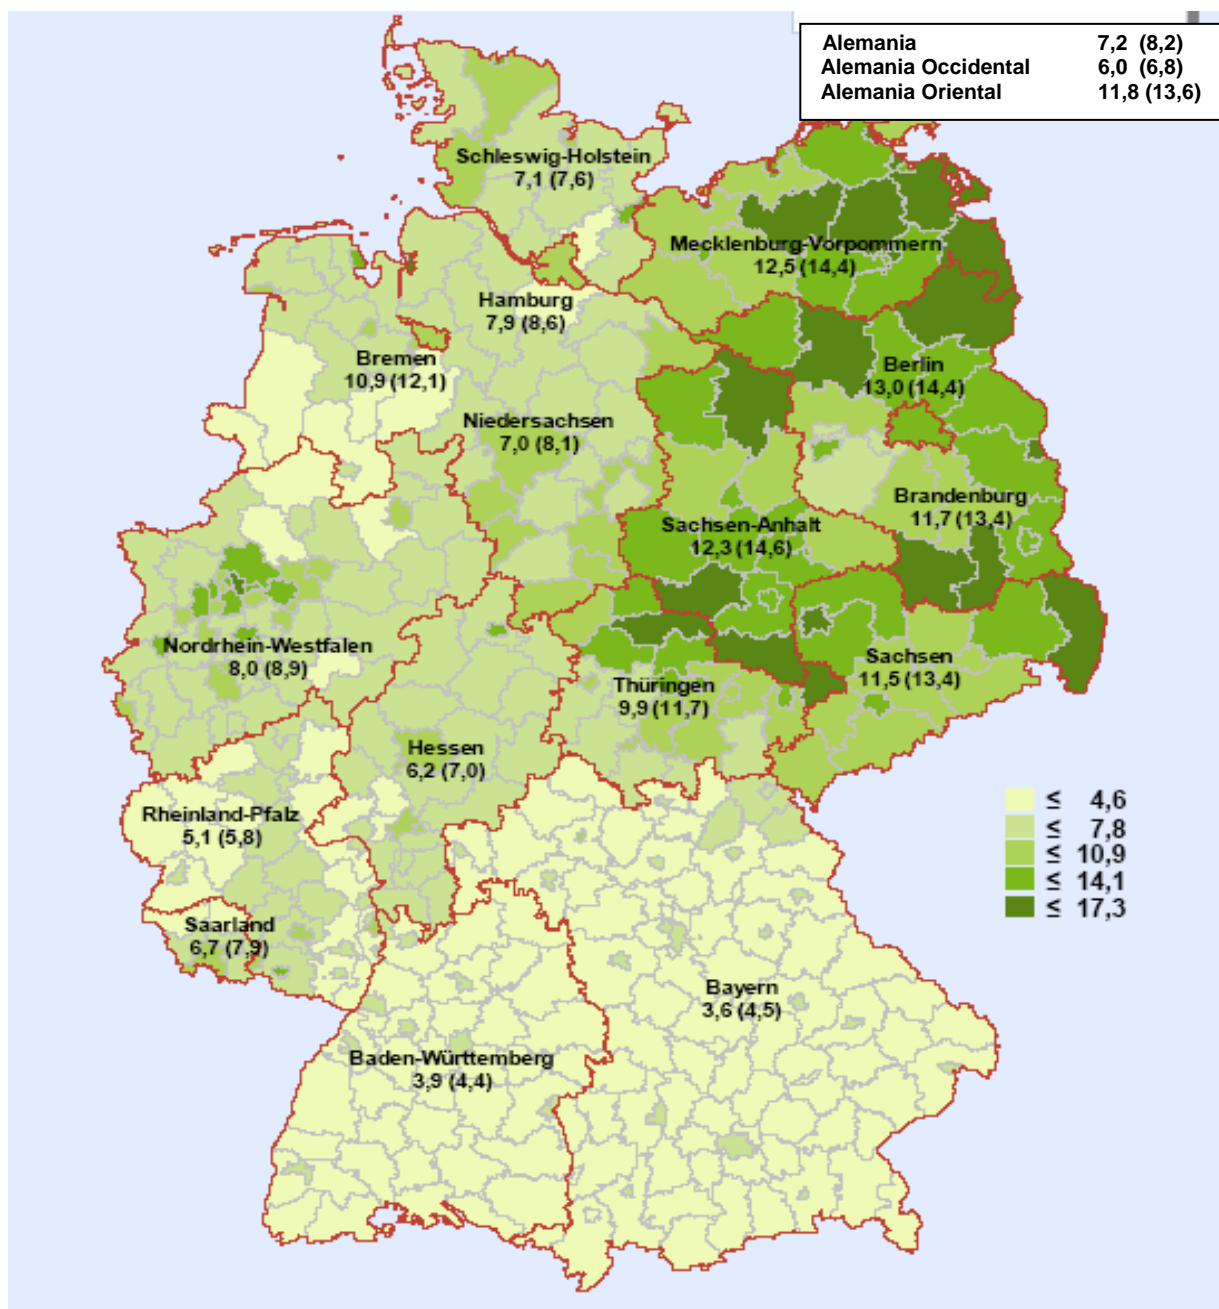 Alemania 7,2 (8,2)
Alemania Occidental 6,0 (6,8)
Alemania Oriental 11,8 (13,6)
Schleswig-Holstein
7,1 (7,6)
Mecklenburg-Vorpommern
12,5 (14,4)
Hamburg
7,9 (8,6)
Bremen
10,9 (12,1)
Berlin
13,0 (14,4)
Niedersachsen
7,0 (8,1)
Brandenburg
11,7 (13,4)
Sachsen-Anhalt
12,3 (14,6)
Nordrhein-Westfalen
8,0 (8,9)
Sachsen
11,5 (13,4)
Thüringen
9,9 (11,7)
Hessen
6,2 (7,0)
Rheinland-Pfalz
5,1 (5,8)
Saarland
6,7 (7,9)
Bayern
3,6 (4,5)
Baden-Württemberg
3,9 (4,4)
≤ 4,6
≤ 7,8
≤ 10,9
≤ 14,1
≤ 17,3